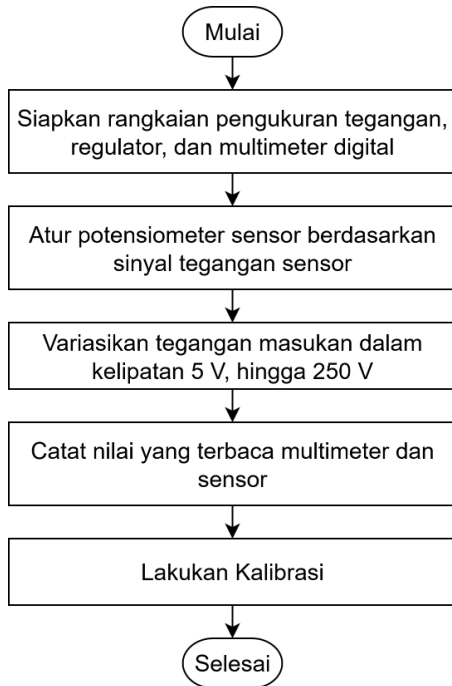 Mulai
Siapkan rangkaian pengukuran tegangan,
regulator, dan multimeter digital
Atur potensiometer sensor berdasarkan
sinyal tegangan sensor
Variasikan tegangan masukan dalam
kelipatan 5 V, hingga 250 V
Catat nilai yang terbaca multimeter dan
sensor
Lakukan Kalibrasi
Selesai